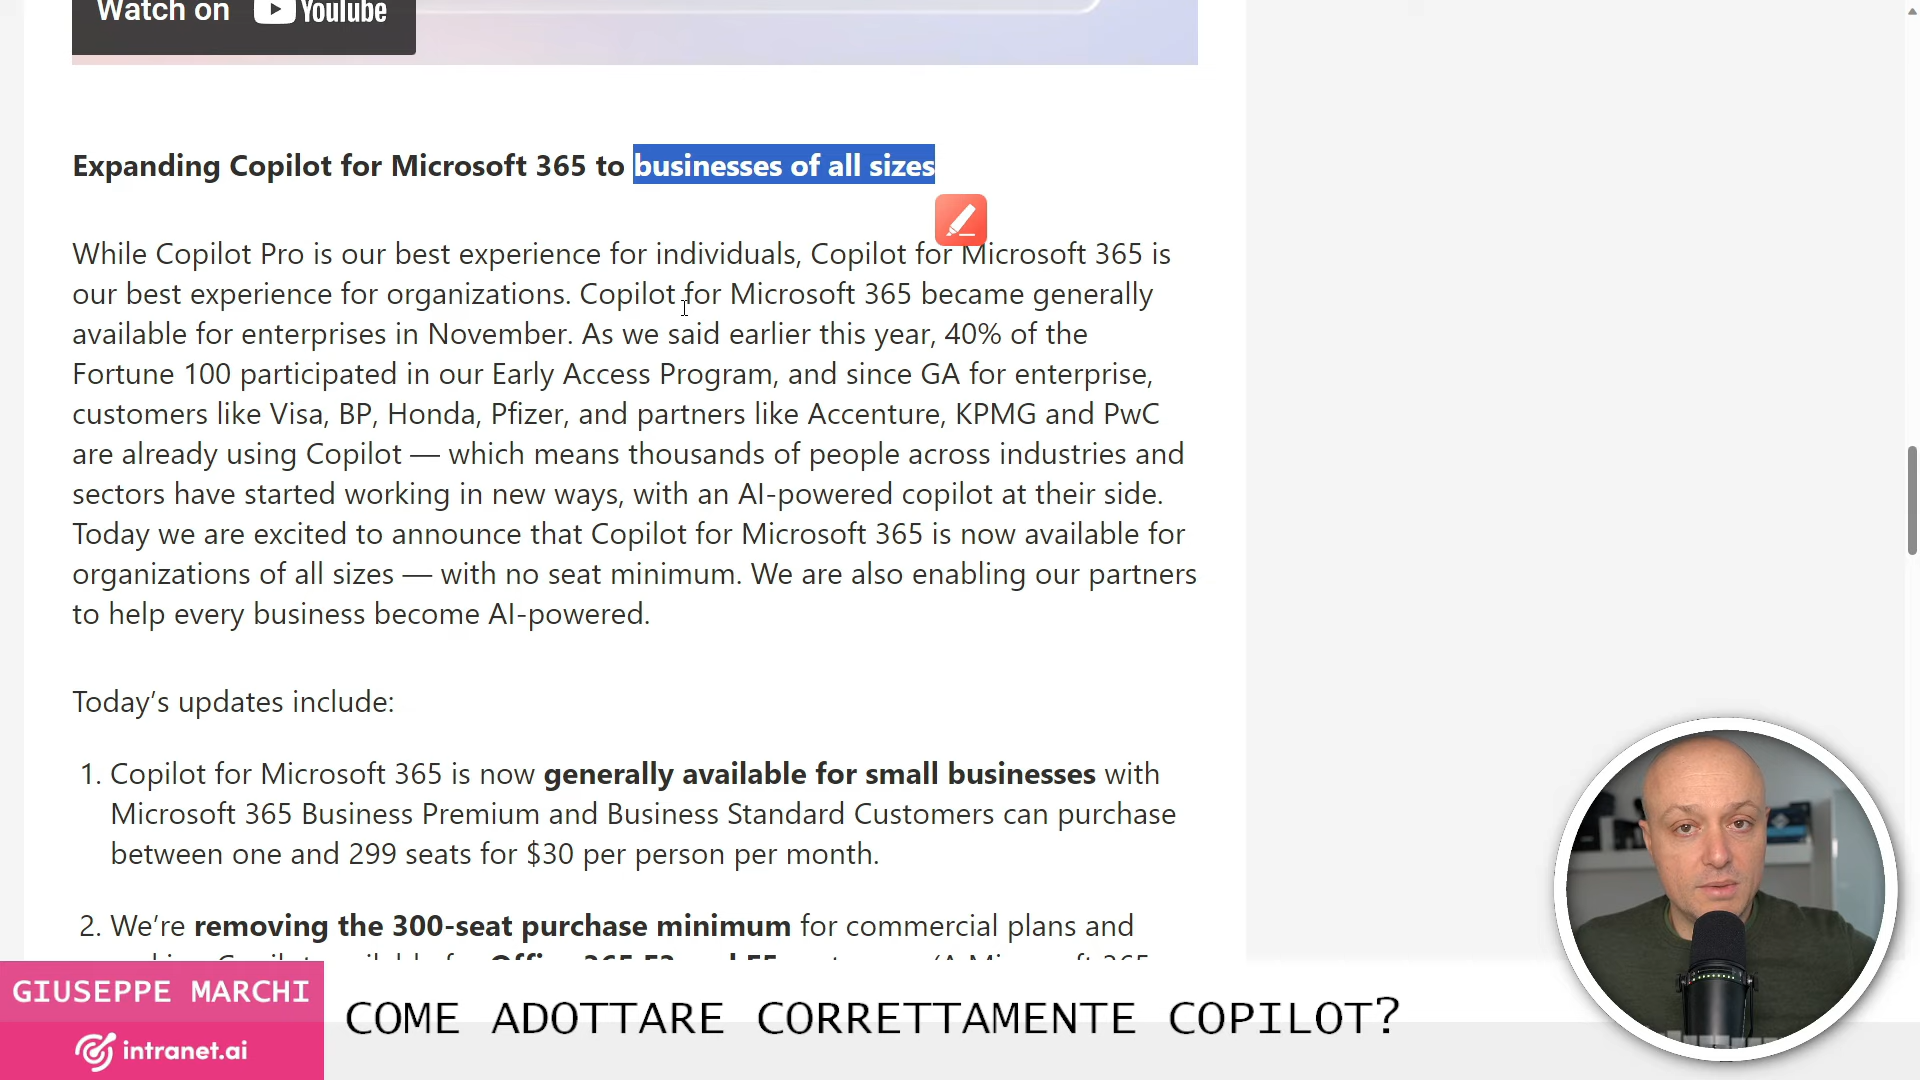 Watch on YouTube
Expanding Copilot for Microsoft 365 to businesses of all sizes
While Copilot Pro is our best experience for individuals, Copilot for Microsoft 365 is
our best experience for organizations. Copilot for Microsoft 365 became generally
available for enterprises in November. As we said earlier this year, 40% of the
Fortune 100 participated in our Early Access Program, and since GA for enterprise,
customers like Visa, BP, Honda, Pfizer, and partners like Accenture, KPMG and PwC
are already using Copilot — which means thousands of people across industries and
sectors have started working in new ways, with an AI-powered copilot at their side.
Today we are excited to announce that Copilot for Microsoft 365 is now available for
organizations of all sizes — with no seat minimum. We are also enabling our partners
to help every business become AI-powered.
Today’s updates include:
1. Copilot for Microsoft 365 is now generally available for small businesses with
Microsoft 365 Business Premium and Business Standard Customers can purchase
between one and 299 seats for $30 per person per month.
2. We’re removing the 300-seat purchase minimum for commercial plans and
GIUSEPPE MARCHI
intranet.ai
COME ADOTTARE CORRETTAMENTE COPILOT?